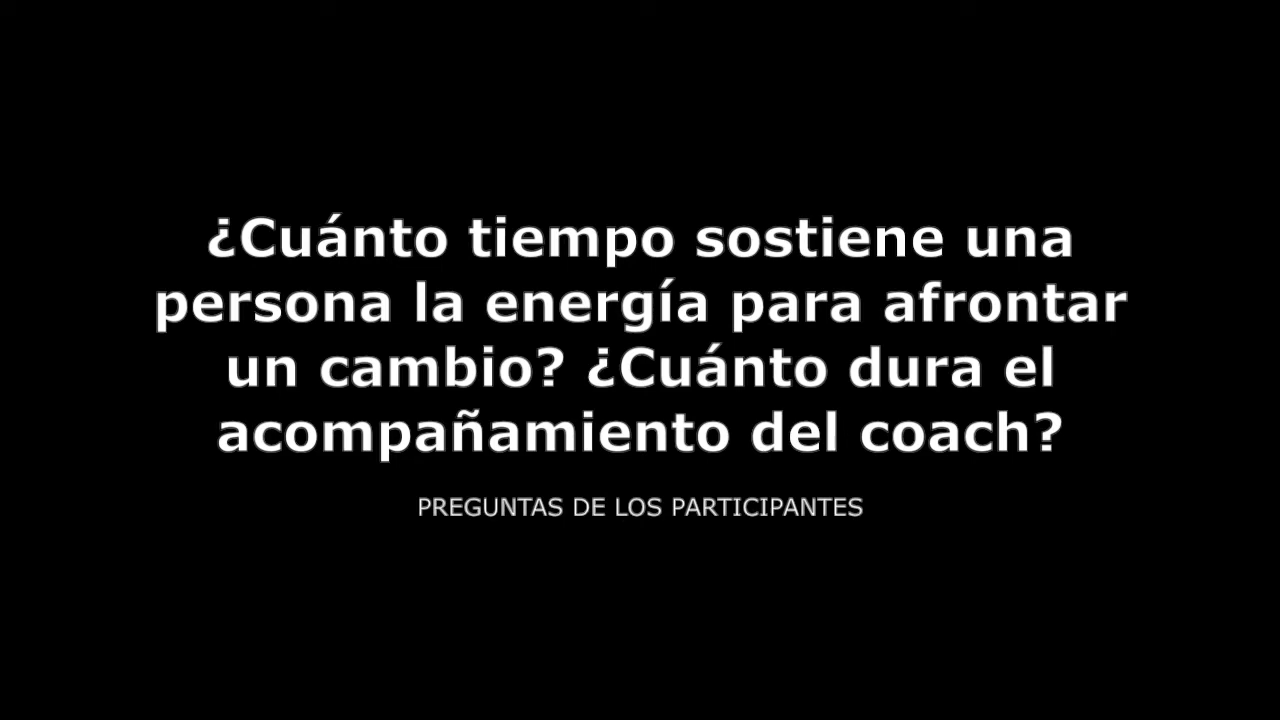 ¿Cuánto tiempo sostiene una
persona la energía para afrontar
un cambio? ¿Cuánto dura el
acompañamiento del coach?
PREGUNTAS DE LOS PARTICIPANTES